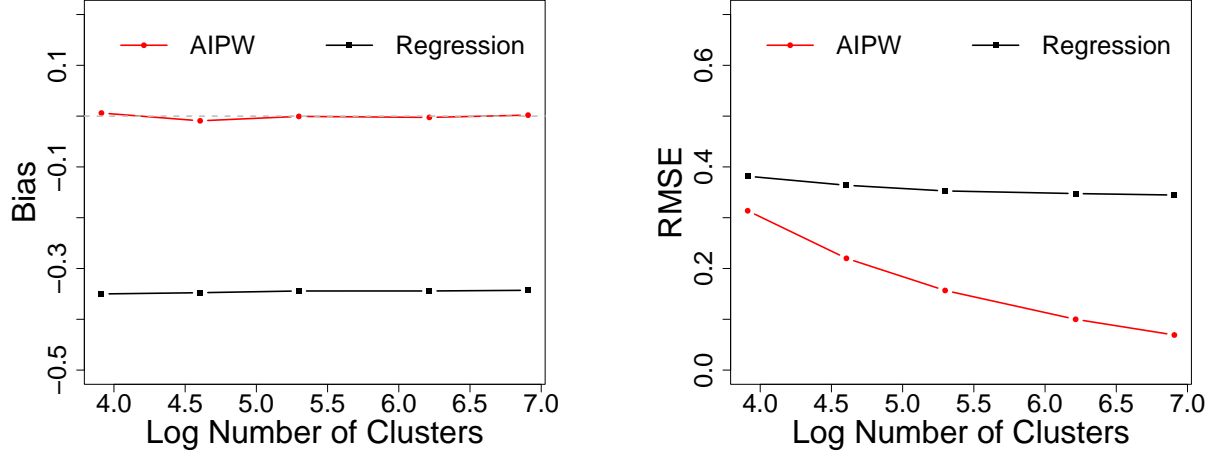 AIPW Regression
0.1
−0.1
−0.3
−0.5
Bias
4.0 4.5 5.0 5.5 6.0 6.5 7.0
Log Number of Clusters
AIPW Regression
0.6
0.4
0.2
0.0
RMSE
4.0 4.5 5.0 5.5 6.0 6.5 7.0
Log Number of Clusters